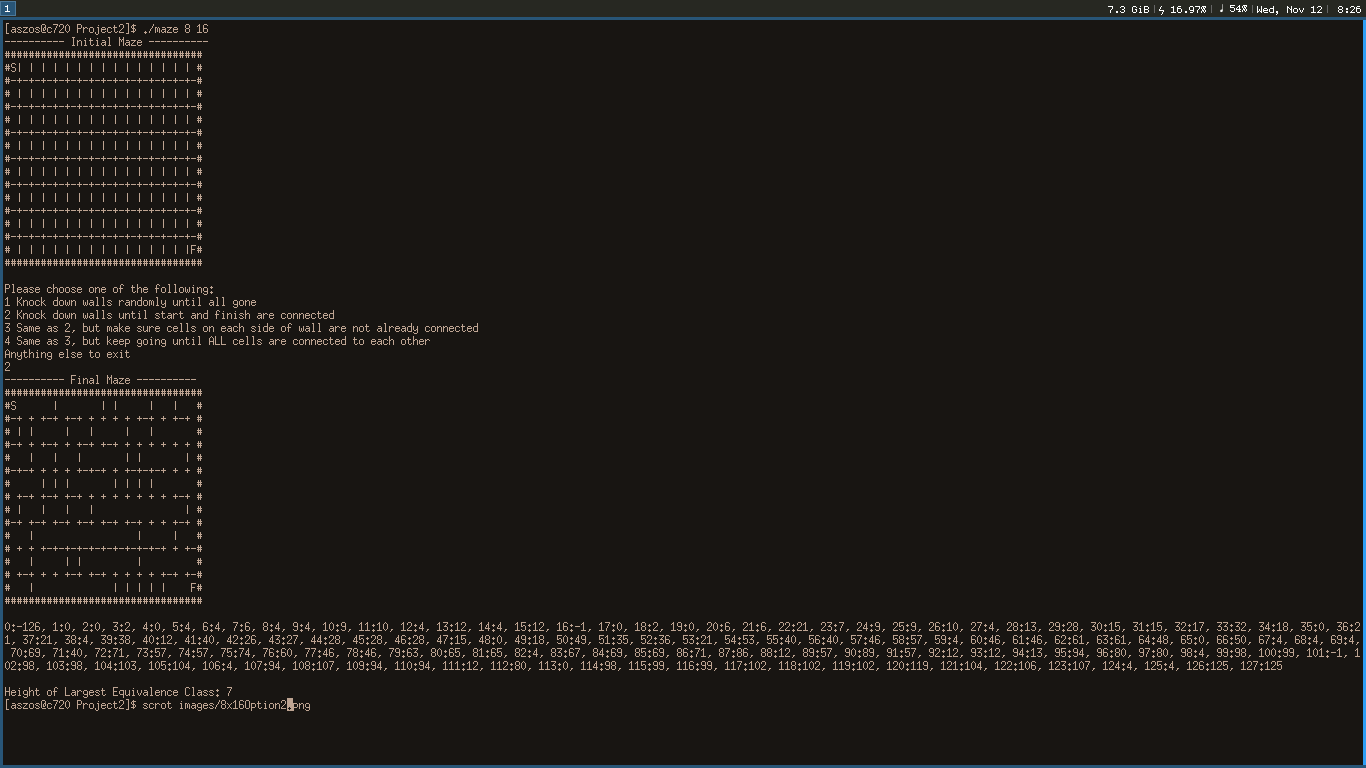 1
7.3 GiB|ϟ 16.97%|♩ 54%|Wed, Nov 12| 8:26
[aszos@c720 Project2]$ ./maze 8 16
---------- Initial Maze ----------
#################################
#S| | | | | | | | | | | | | | | #
#-+-+-+-+-+-+-+-+-+-+-+-+-+-+-+-#
# | | | | | | | | | | | | | | | #
#-+-+-+-+-+-+-+-+-+-+-+-+-+-+-+-#
# | | | | | | | | | | | | | | | #
#-+-+-+-+-+-+-+-+-+-+-+-+-+-+-+-#
# | | | | | | | | | | | | | | | #
#-+-+-+-+-+-+-+-+-+-+-+-+-+-+-+-#
# | | | | | | | | | | | | | | | #
#-+-+-+-+-+-+-+-+-+-+-+-+-+-+-+-#
# | | | | | | | | | | | | | | | #
#-+-+-+-+-+-+-+-+-+-+-+-+-+-+-+-#
# | | | | | | | | | | | | | | | #
#-+-+-+-+-+-+-+-+-+-+-+-+-+-+-+-#
# | | | | | | | | | | | | | | |F#
#################################
Please choose one of the following:
1 Knock down walls randomly until all gone
2 Knock down walls until start and finish are connected
3 Same as 2, but make sure cells on each side of wall are not already connected
4 Same as 3, but keep going until ALL cells are connected to each other
Anything else to exit
2
---------- Final Maze ----------
#################################
#S      |       | |     |   |   #
#-+ + +-+ +-+ + + + + + +-+ +-+ #
# | |     |   |     |   |       #
#-+ +-+ + +-+ +-+ +-+ + + + + + #
#   |   |   |       | |       | #
#-+-+ + + + +-+-+ + +-+-+-+ + + #
#     | | |       | | | |       #
# +-+ +-+ +-+ + + + + + + + +-+ #
# |   |   |   |               | #
# +-+ +-+ +-+ +-+ +-+ +-+ + + +-#
#   |                 |     |   #
# + + +-+-+-+-+-+-+-+-+-+-+ + +-#
#   |     | |         |         #
# +-+ + + +-+ +-+ + + + + +-+ +-#
#   |             | | | | |    F#
#################################
0:-126, 1:0, 2:0, 3:2, 4:0, 5:4, 6:4, 7:6, 8:4, 9:4, 10:9, 11:10, 12:4, 13:12, 14:4, 15:12, 16:-1, 17:0, 18:2, 19:0, 20:6, 21:6, 22:21, 23:7, 24:9, 25:9, 26:10, 27:4, 28:13, 29:28, 30:15, 31:15, 32:17, 33:32, 34:18, 35:0, 36:2
1, 37:21, 38:4, 39:38, 40:12, 41:40, 42:26, 43:27, 44:28, 45:28, 46:28, 47:15, 48:0, 49:18, 50:49, 51:35, 52:36, 53:21, 54:53, 55:40, 56:40, 57:46, 58:57, 59:4, 60:46, 61:46, 62:61, 63:61, 64:48, 65:0, 66:50, 67:4, 68:4, 69:4,
 70:69, 71:40, 72:71, 73:57, 74:57, 75:74, 76:60, 77:46, 78:46, 79:63, 80:65, 81:65, 82:4, 83:67, 84:69, 85:69, 86:71, 87:86, 88:12, 89:57, 90:89, 91:57, 92:12, 93:12, 94:13, 95:94, 96:80, 97:80, 98:4, 99:98, 100:99, 101:-1, 1
02:98, 103:98, 104:103, 105:104, 106:4, 107:94, 108:107, 109:94, 110:94, 111:12, 112:80, 113:0, 114:98, 115:99, 116:99, 117:102, 118:102, 119:102, 120:119, 121:104, 122:106, 123:107, 124:4, 125:4, 126:125, 127:125
Height of Largest Equivalence Class: 7
[aszos@c720 Project2]$ scrot images/8x16Option2.png